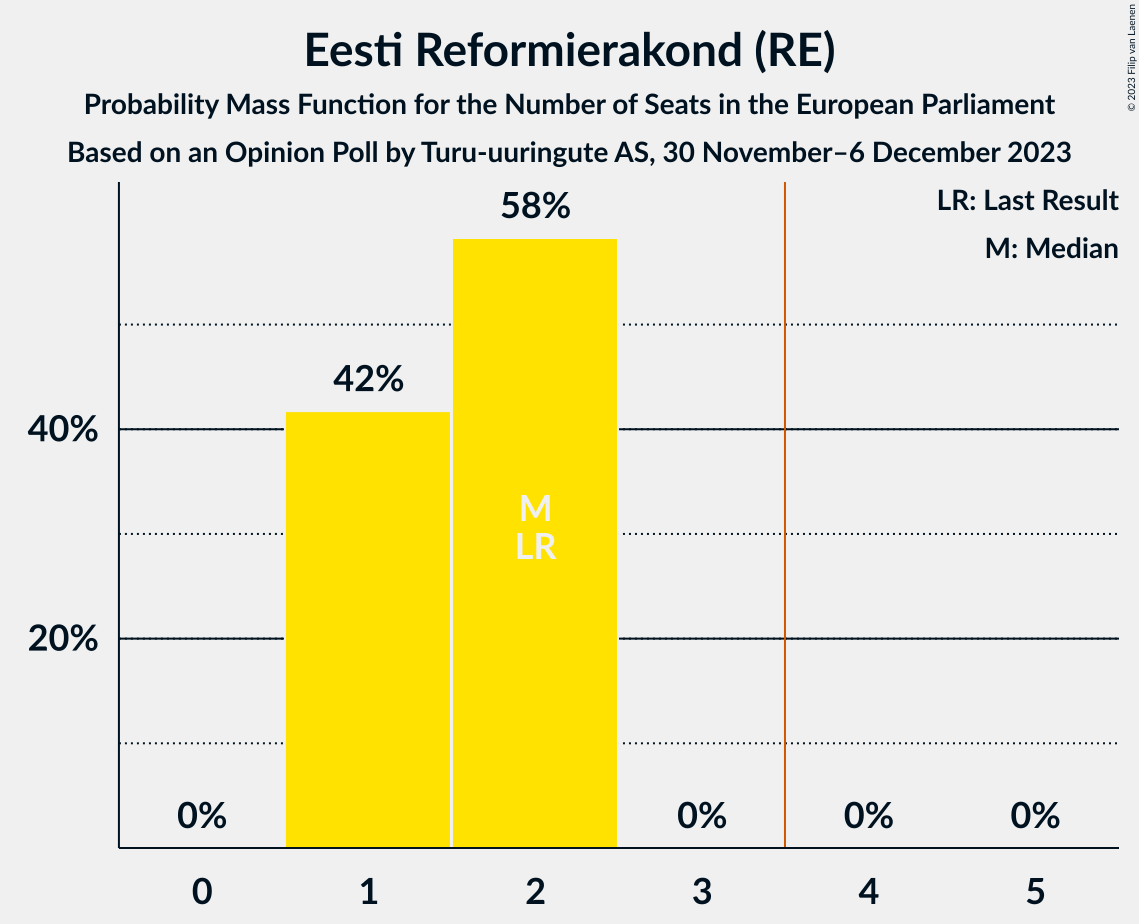 Eesti Reformierakond (RE)
Probability Mass Function for the Number of Seats in the European Parliament
Based on an Opinion Poll by Turu-uuringute AS, 30 November–6 December 2023
© 2023 Filip van Laenen
LR: Last Result
M: Median
58%
42%
40%
M
LR
20%
0%
0%
0%
0%
0
1
2
3
4
5